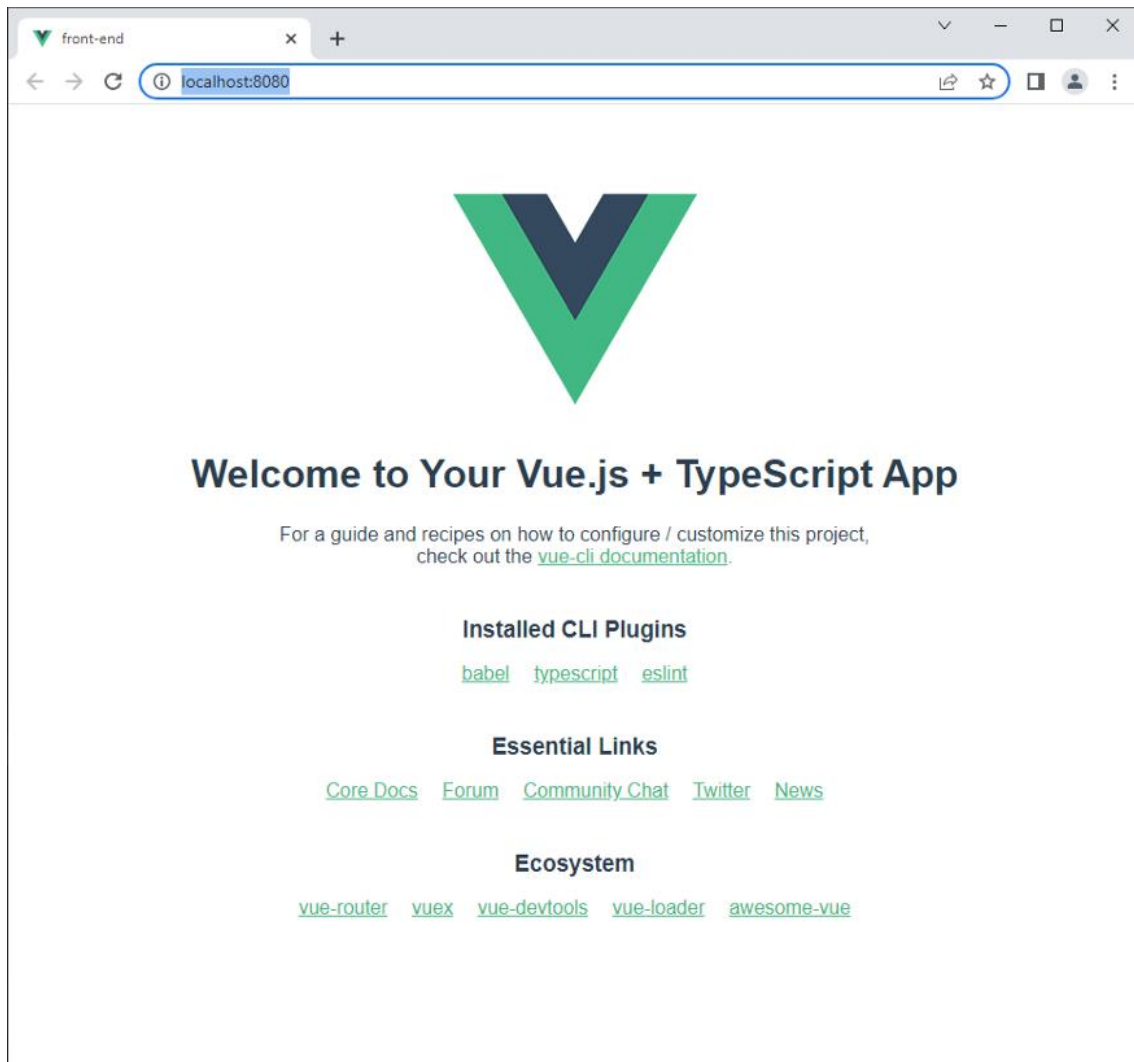 front-end
localhost:8080
Welcome to Your Vue.js + TypeScript App
For a guide and recipes on how to configure / customize this project,
check out the vue-cli documentation.
Installed CLI Plugins
babel typescript eslint
Essential Links
Core Docs Forum Community Chat Twitter News
Ecosystem
vue-router vuex vue-devtools vue-loader awesome-vue